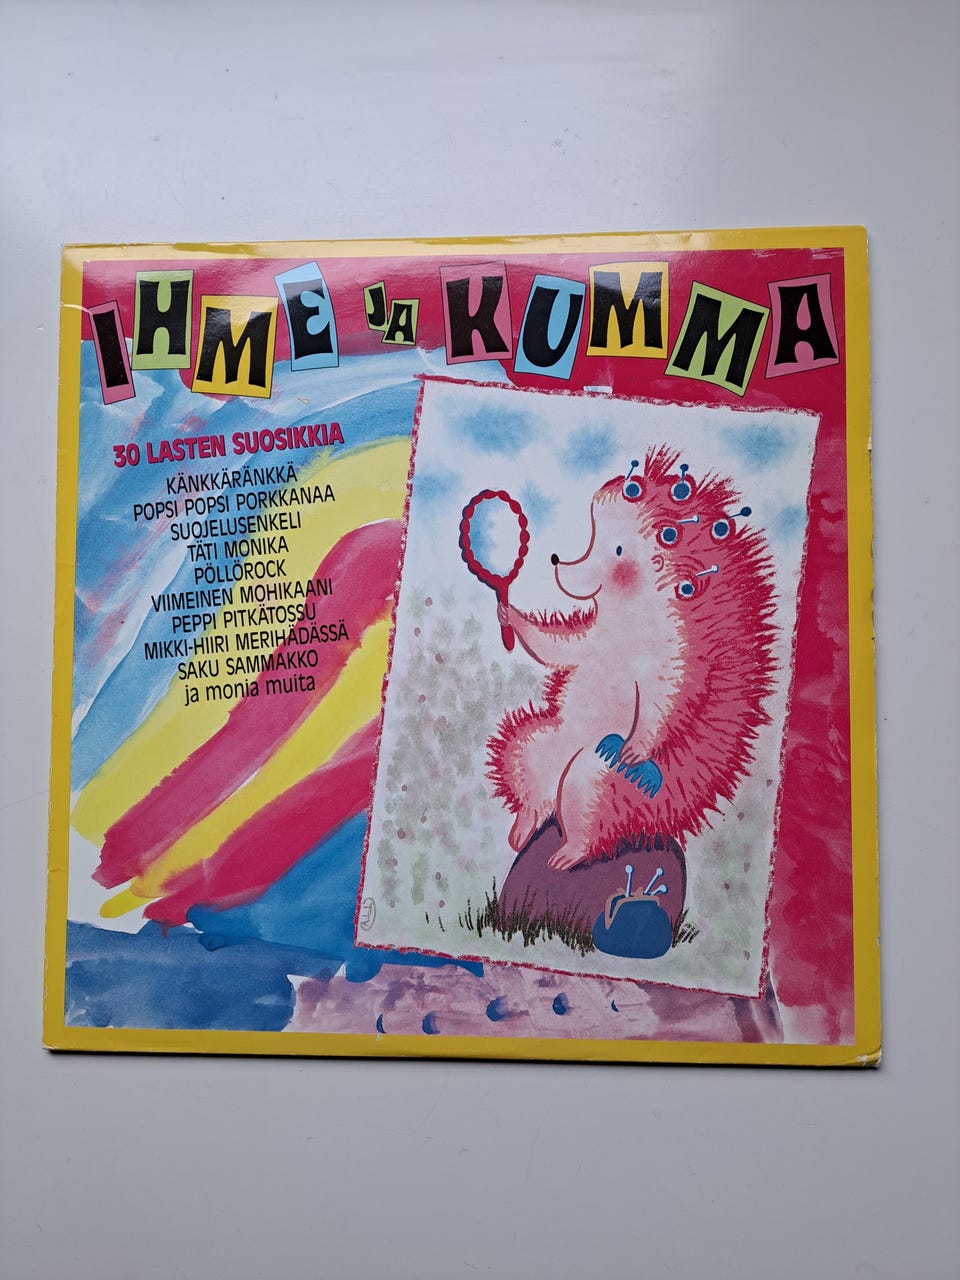 IHME JA KUMMA
30 LASTEN SUOSIKKIA
KÄNKKÄRÄNKKÄ
POPSI POPSI PORKKANAA
SUOJELUSENKELI
TÄTI MONIKA
PÖLLÖROCK
VIIMEINEN MOHIKAANI
PEPPI PITKÄTOSSU
MIKKI-HIIRI MERIHÄDÄSSÄ
SAKU SAMMAKKO
ja monia muita